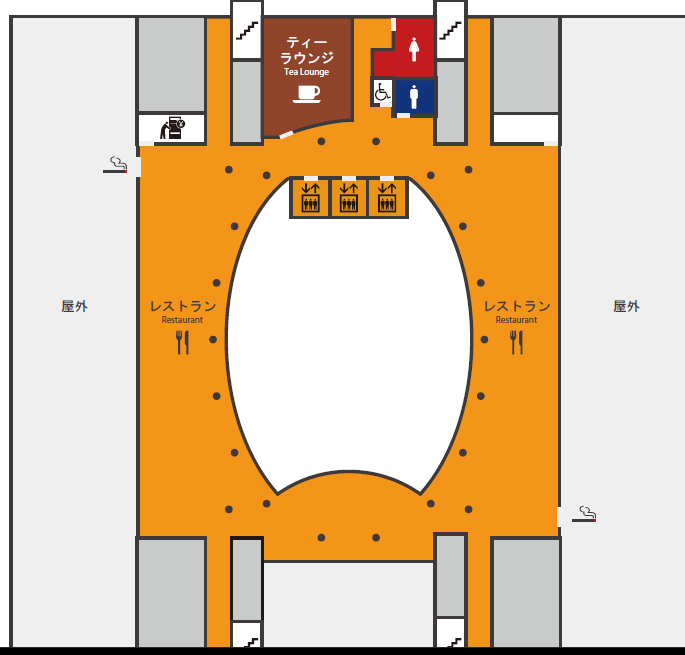 ティー
ラウンジ
Tea Lounge
屋外
レストラン
Restaurant
レストラン
Restaurant
屋外